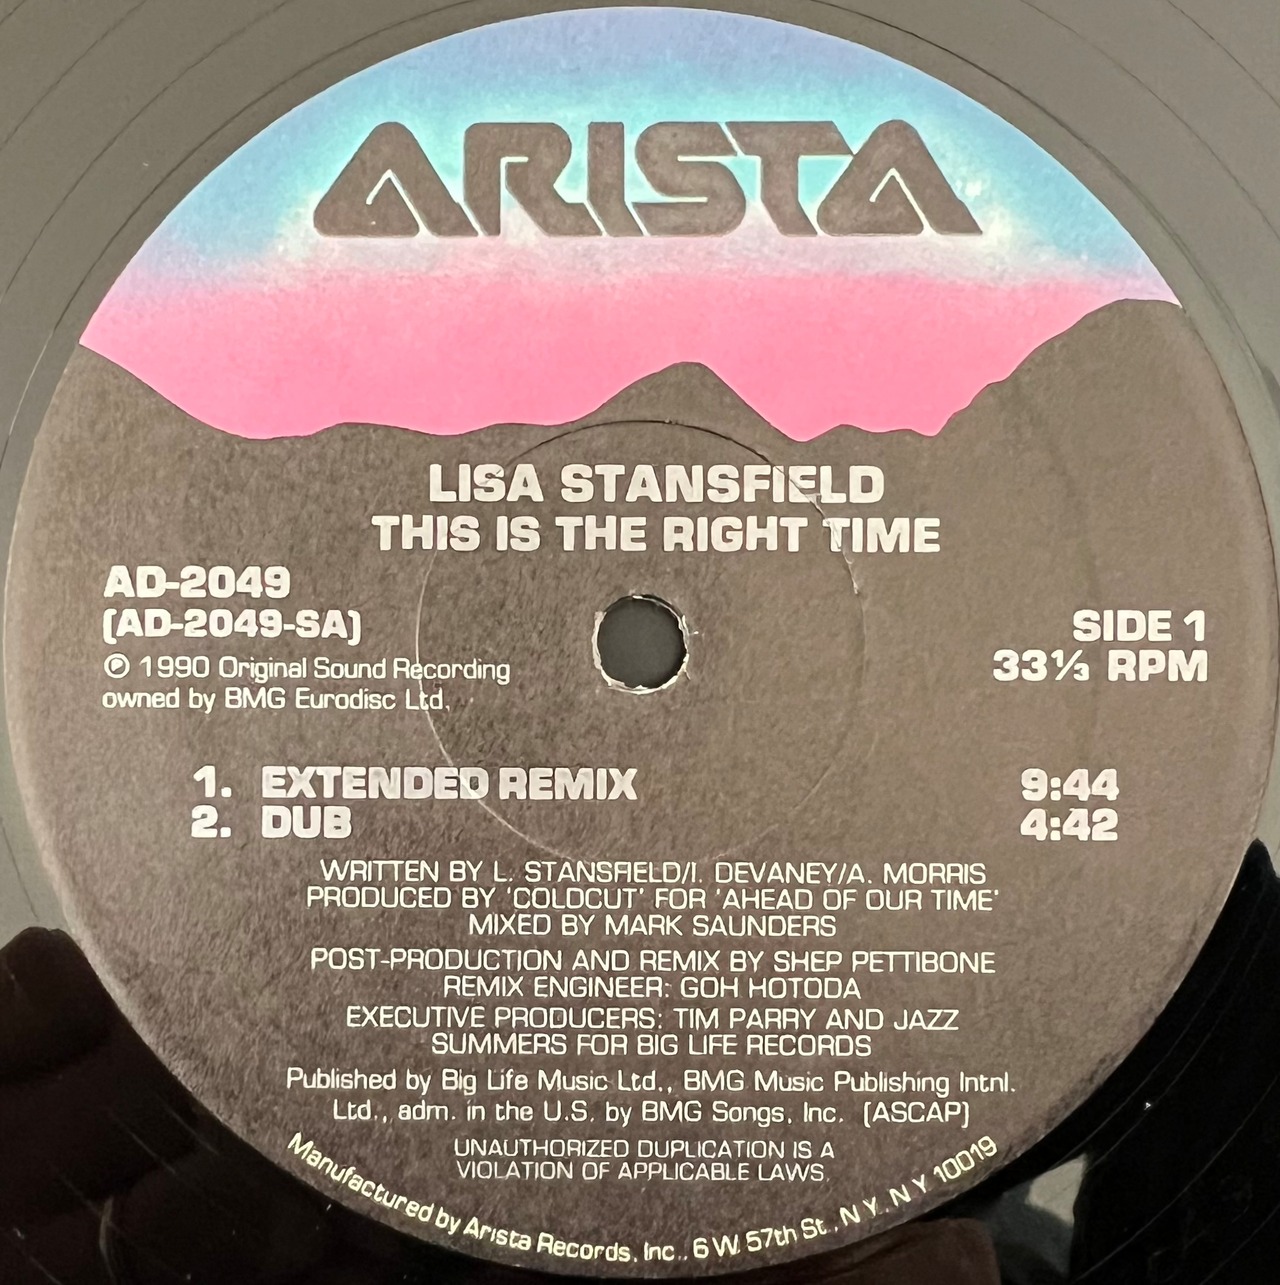 ARISTA
LISA STANSFIELD
THIS IS THE RIGHT TIME
AD-2049
(AD-2049-SA)
℗ 1990 Original Sound Recording
owned by BMG Eurodisc Ltd.
SIDE 1
33⅓ RPM
1. EXTENDED REMIX 9:44
2. DUB 4:42
WRITTEN BY L. STANSFIELD/I. DEVANEY/A. MORRIS
PRODUCED BY 'COLDCUT' FOR 'AHEAD OF OUR TIME'
MIXED BY MARK SAUNDERS
POST-PRODUCTION AND REMIX BY SHEP PETTIBONE
REMIX ENGINEER: GOH HOTODA
EXECUTIVE PRODUCERS: TIM PARRY AND JAZZ
SUMMERS FOR BIG LIFE RECORDS
Published by Big Life Music Ltd., BMG Music Publishing Intnl.
Ltd., adm. in the U.S. by BMG Songs, Inc. (ASCAP)
UNAUTHORIZED DUPLICATION IS A
VIOLATION OF APPLICABLE LAWS.
Manufactured by Arista Records, Inc., 6 W. 57th St., N.Y., N Y 10019